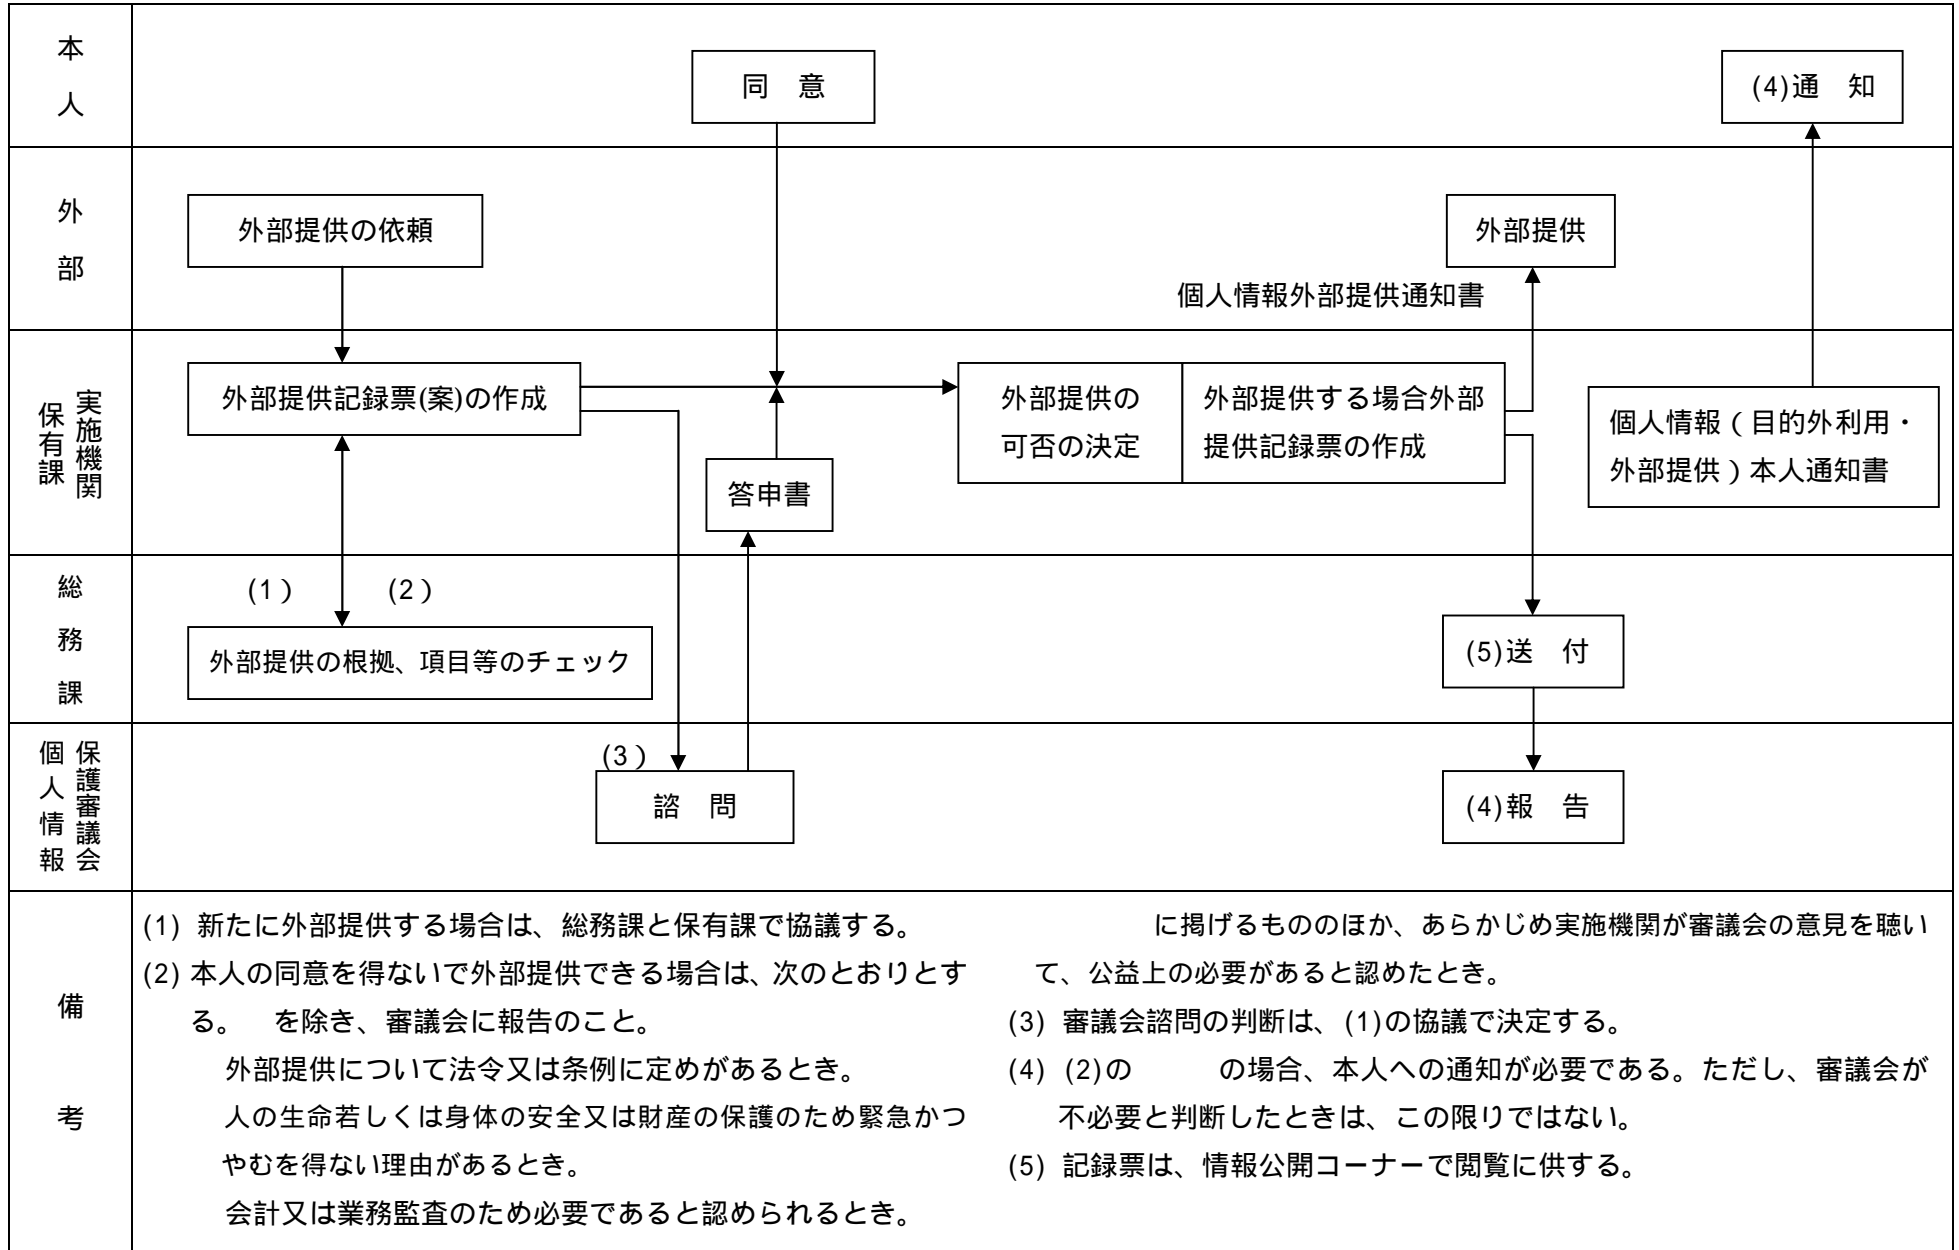 本人
同　意
(4)通　知
外部
外部提供の依頼
外部提供
個人情報外部提供通知書
実施機関
保有課
外部提供記録票(案)の作成
外部提供の
可否の決定
外部提供する場合外部
提供記録票の作成
個人情報（目的外利用・
外部提供）本人通知書
答申書
総務課
(1）
(2）
外部提供の根拠、項目等のチェック
(5)送　付
保護審議会
個人情報
(3）
諮　問
(4)報　告
備考
(1) 新たに外部提供する場合は、総務課と保有課で協議する。
(2) 本人の同意を得ないで外部提供できる場合は、次のとおりとす
る。　を除き、審議会に報告のこと。
外部提供について法令又は条例に定めがあるとき。
人の生命若しくは身体の安全又は財産の保護のため緊急かつ
やむを得ない理由があるとき。
会計又は業務監査のため必要であると認められるとき。
に掲げるもののほか、あらかじめ実施機関が審議会の意見を聴い
て、公益上の必要があると認めたとき。
(3) 審議会諮問の判断は、(1)の協議で決定する。
(4) (2)の　　　の場合、本人への通知が必要である。ただし、審議会が
不必要と判断したときは、この限りではない。
(5) 記録票は、情報公開コーナーで閲覧に供する。